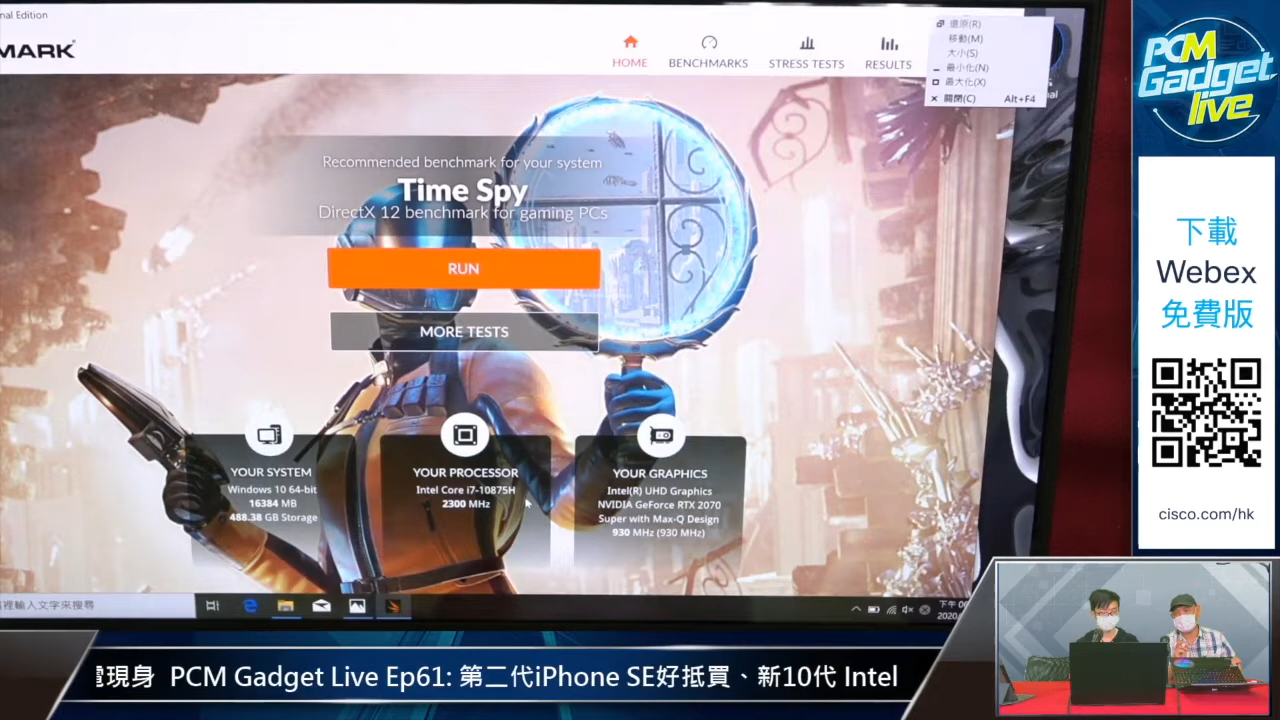 nal Edition
MARK
HOME
BENCHMARKS
STRESS TESTS
RESULTS
還原(R)
移動(M)
大小(S)
最小化(N)
最大化(X)
關閉(C) Alt+F4
Recommended benchmark for your system
Time Spy
DirectX 12 benchmark for gaming PCs
RUN
MORE TESTS
YOUR SYSTEM
Windows 10 64-bit
16384 MB
488.38 GB Storage
YOUR PROCESSOR
Intel Core i7-10875H
2300 MHz
YOUR GRAPHICS
Intel(R) UHD Graphics
NVIDIA GeForce RTX 2070
Super with Max-Q Design
930 MHz (930 MHz)
裡輸入文字來搜尋
PCM
Gadget
live
下載
Webex
免費版
cisco.com/hk
現身 PCM Gadget Live Ep61: 第二代iPhone SE好抵買、新10代 Intel